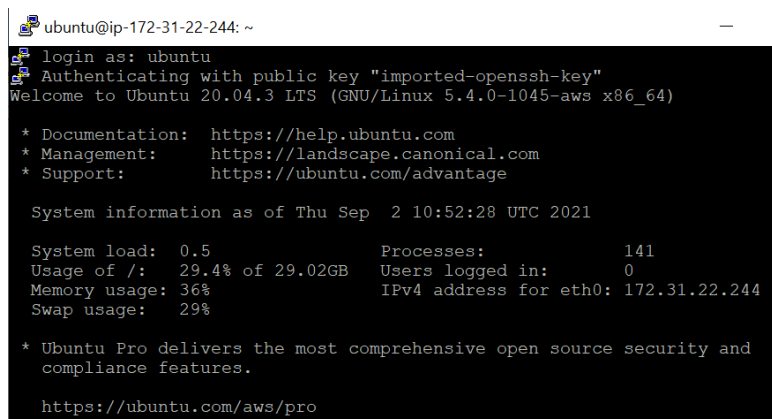 ubuntu@ip-172-31-22-244: ~
login as: ubuntu
Authenticating with public key "imported-openssh-key"
Welcome to Ubuntu 20.04.3 LTS (GNU/Linux 5.4.0-1045-aws x86_64)
* Documentation:  https://help.ubuntu.com
* Management:     https://landscape.canonical.com
* Support:        https://ubuntu.com/advantage
System information as of Thu Sep  2 10:52:28 UTC 2021
System load:  0.5                Processes:             141
Usage of /:   29.4% of 29.02GB   Users logged in:       0
Memory usage: 36%                IPv4 address for eth0: 172.31.22.244
Swap usage:   29%
* Ubuntu Pro delivers the most comprehensive open source security and
compliance features.
https://ubuntu.com/aws/pro